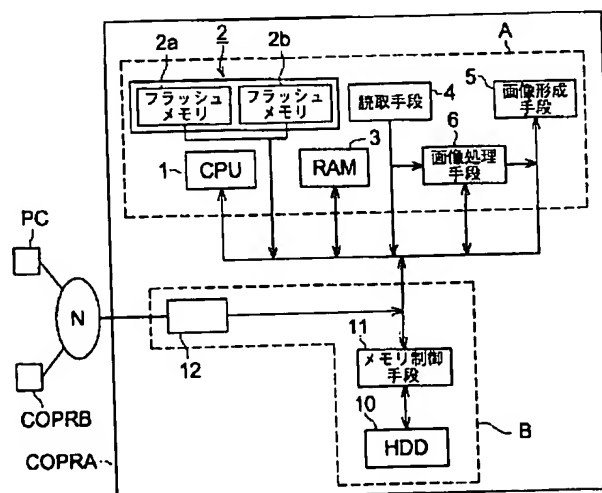 2a
2
2b
A
フラッシュ
メモリ
フラッシュ
メモリ
読取手段
4
5
画像形成
手段
6
画像処理
手段
1
CPU
3
RAM
PC
N
COPRB
COPRA
12
11
メモリ制御
手段
10
HDD
B